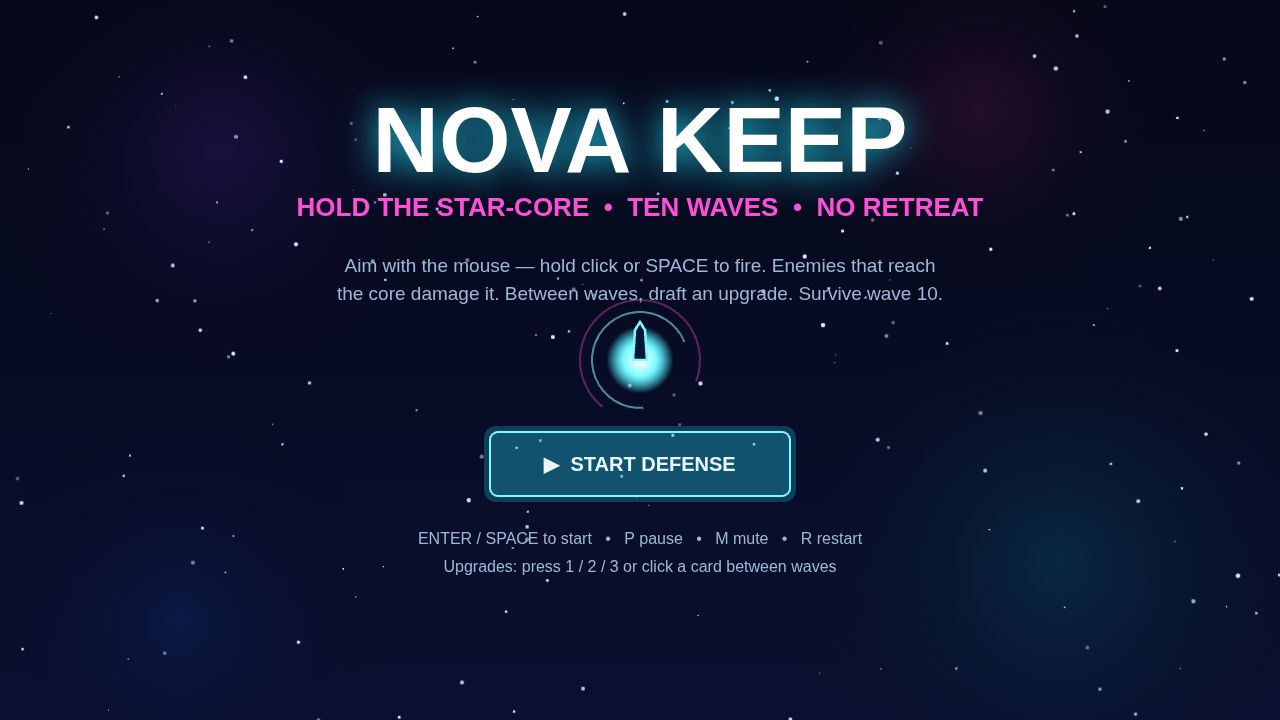 NOVA KEEP
HOLD THE STAR-CORE • TEN WAVES • NO RETREAT
Aim with the mouse — hold click or SPACE to fire. Enemies that reach
the core damage it. Between waves, draft an upgrade. Survive wave 10.
▶ START DEFENSE
ENTER / SPACE to start • P pause • M mute • R restart
Upgrades: press 1 / 2 / 3 or click a card between waves